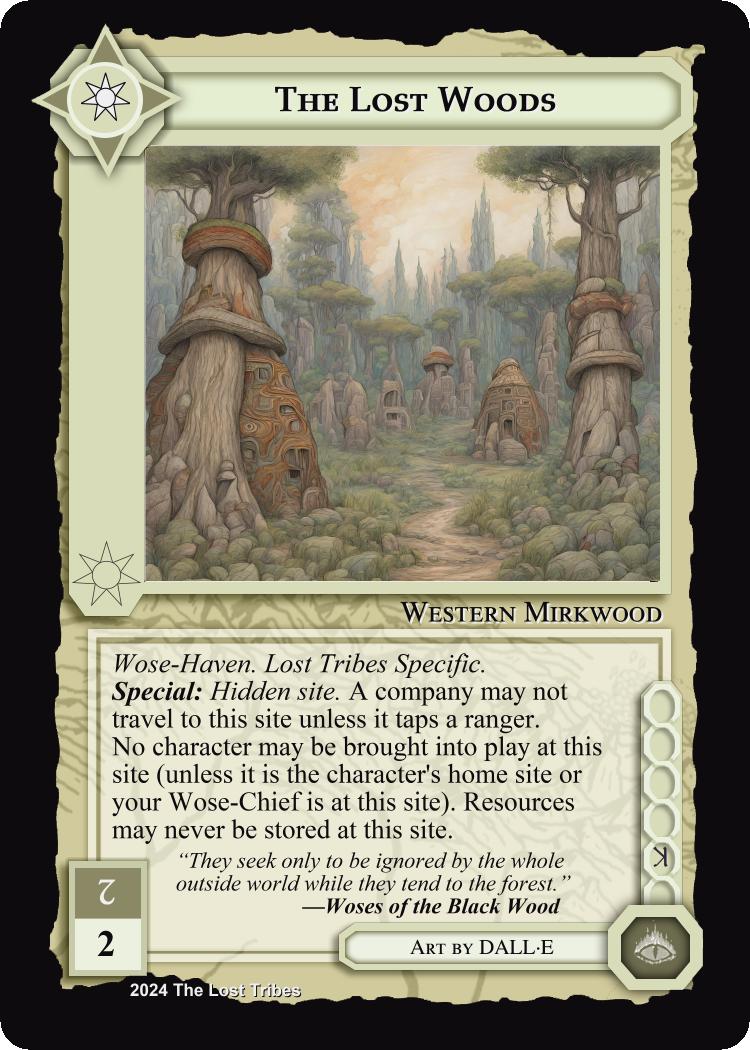 The Lost Woods
Western Mirkwood
Wose-Haven. Lost Tribes Specific.
Special: Hidden site. A company may not
travel to this site unless it taps a ranger.
No character may be brought into play at this
site (unless it is the character's home site or
your Wose-Chief is at this site). Resources
may never be stored at this site.
“They seek only to be ignored by the whole
outside world while they tend to the forest.”
—Woses of the Black Wood
2
2
Art by DALL·E
2024 The Lost Tribes